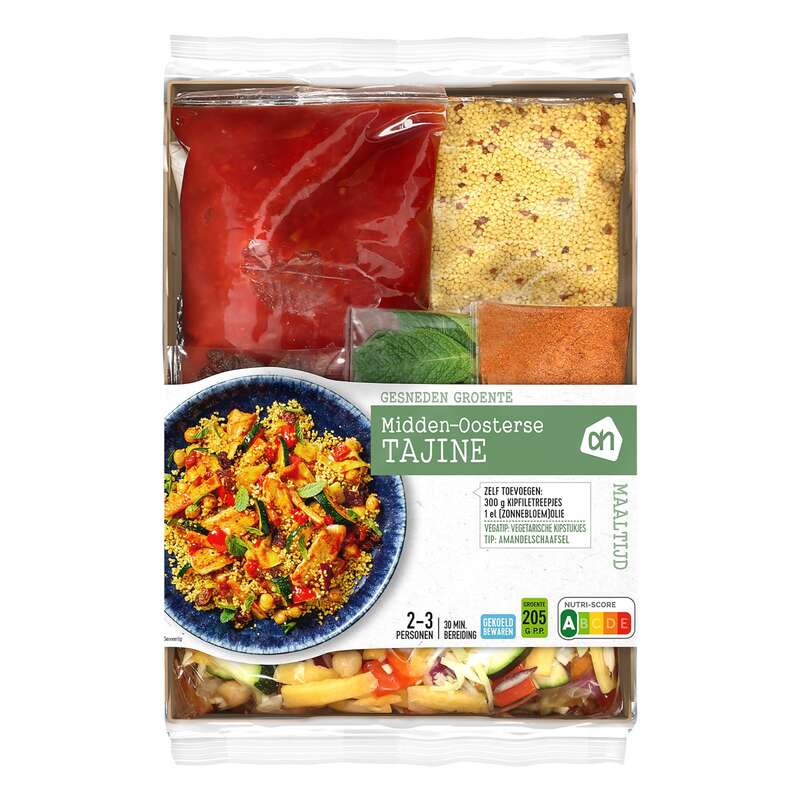 GESNEDEN GROENTE
Midden-Oosterse
TAJINE
ah
MAALTIJD
ZELF TOEVOEGEN:
300 g KIPFILETREEPJES
1 el (ZONNEBLOEM)OLIE
VEGATIP: VEGETARISCHE KIPSTUKJES
TIP: AMANDELSCHAAFSEL
2-3
PERSONEN
30 MIN.
BEREIDING
GEKOELD
BEWAREN
GROENTE
205
G P.P.
NUTRI-SCORE
A B C D E